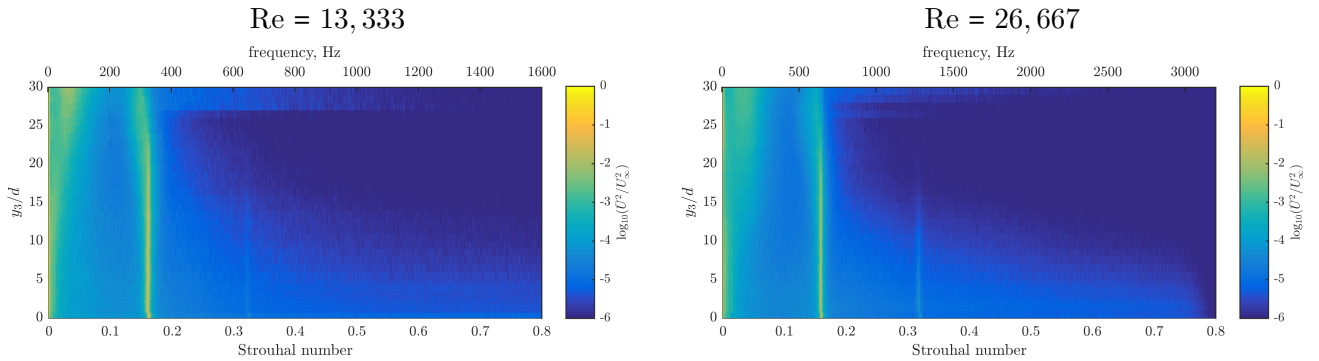 Re = 13,333
frequency, Hz
0 200 400 600 800 1000 1200 1400 1600
30
25
20
15
10
5
0
y₃/d
0 0.1 0.2 0.3 0.4 0.5 0.6 0.7 0.8
Strouhal number
0
-1
-2
-3
-4
-5
-6
log₁₀(U²/U²∞)
Re = 26,667
frequency, Hz
0 500 1000 1500 2000 2500 3000
30
25
20
15
10
5
0
y₃/d
0 0.1 0.2 0.3 0.4 0.5 0.6 0.7 0.8
Strouhal number
0
-1
-2
-3
-4
-5
-6
log₁₀(U²/U²∞)